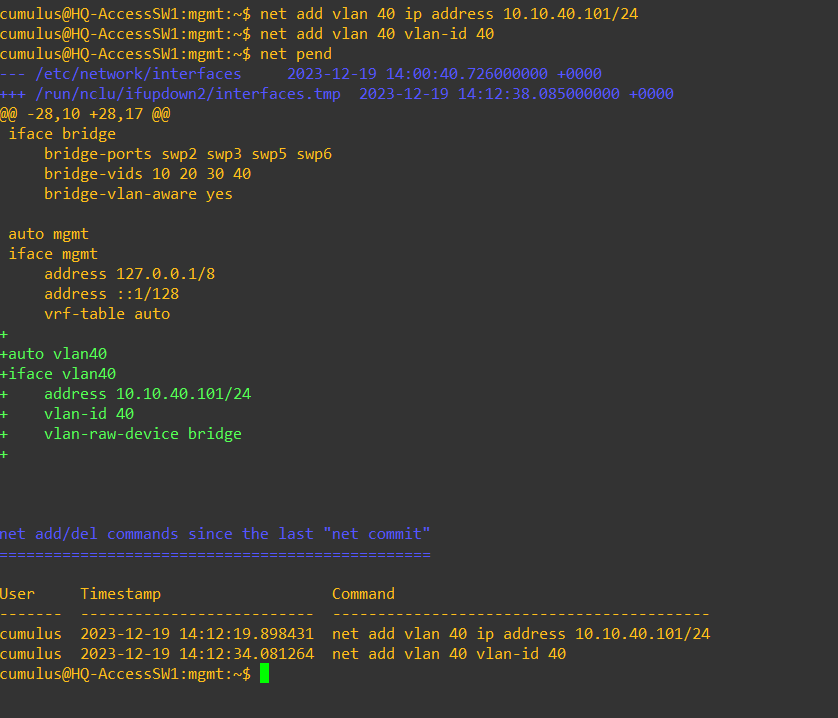 cumulus@HQ-AccessSW1:mgmt:~$ net add vlan 40 ip address 10.10.40.101/24
cumulus@HQ-AccessSW1:mgmt:~$ net add vlan 40 vlan-id 40
cumulus@HQ-AccessSW1:mgmt:~$ net pend
--- /etc/network/interfaces     2023-12-19 14:00:40.726000000 +0000
+++ /run/nclu/ifupdown2/interfaces.tmp  2023-12-19 14:12:38.085000000 +0000
@@ -28,10 +28,17 @@
 iface bridge
     bridge-ports swp2 swp3 swp5 swp6
     bridge-vids 10 20 30 40
     bridge-vlan-aware yes
 auto mgmt
 iface mgmt
     address 127.0.0.1/8
     address ::1/128
     vrf-table auto
+
+auto vlan40
+iface vlan40
+    address 10.10.40.101/24
+    vlan-id 40
+    vlan-raw-device bridge
+
net add/del commands since the last "net commit"
================================================
User     Timestamp                   Command
-------  --------------------------  ------------------------------------------
cumulus  2023-12-19 14:12:19.898431  net add vlan 40 ip address 10.10.40.101/24
cumulus  2023-12-19 14:12:34.081264  net add vlan 40 vlan-id 40
cumulus@HQ-AccessSW1:mgmt:~$